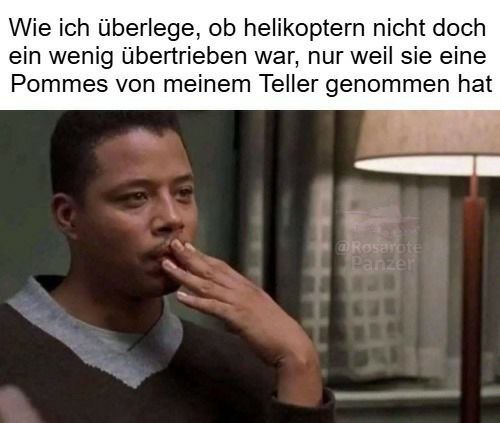 Wie ich überlege, ob helikoptern nicht doch
ein wenig übertrieben war, nur weil sie eine
Pommes von meinem Teller genommen hat
@Rosarote
Panzer